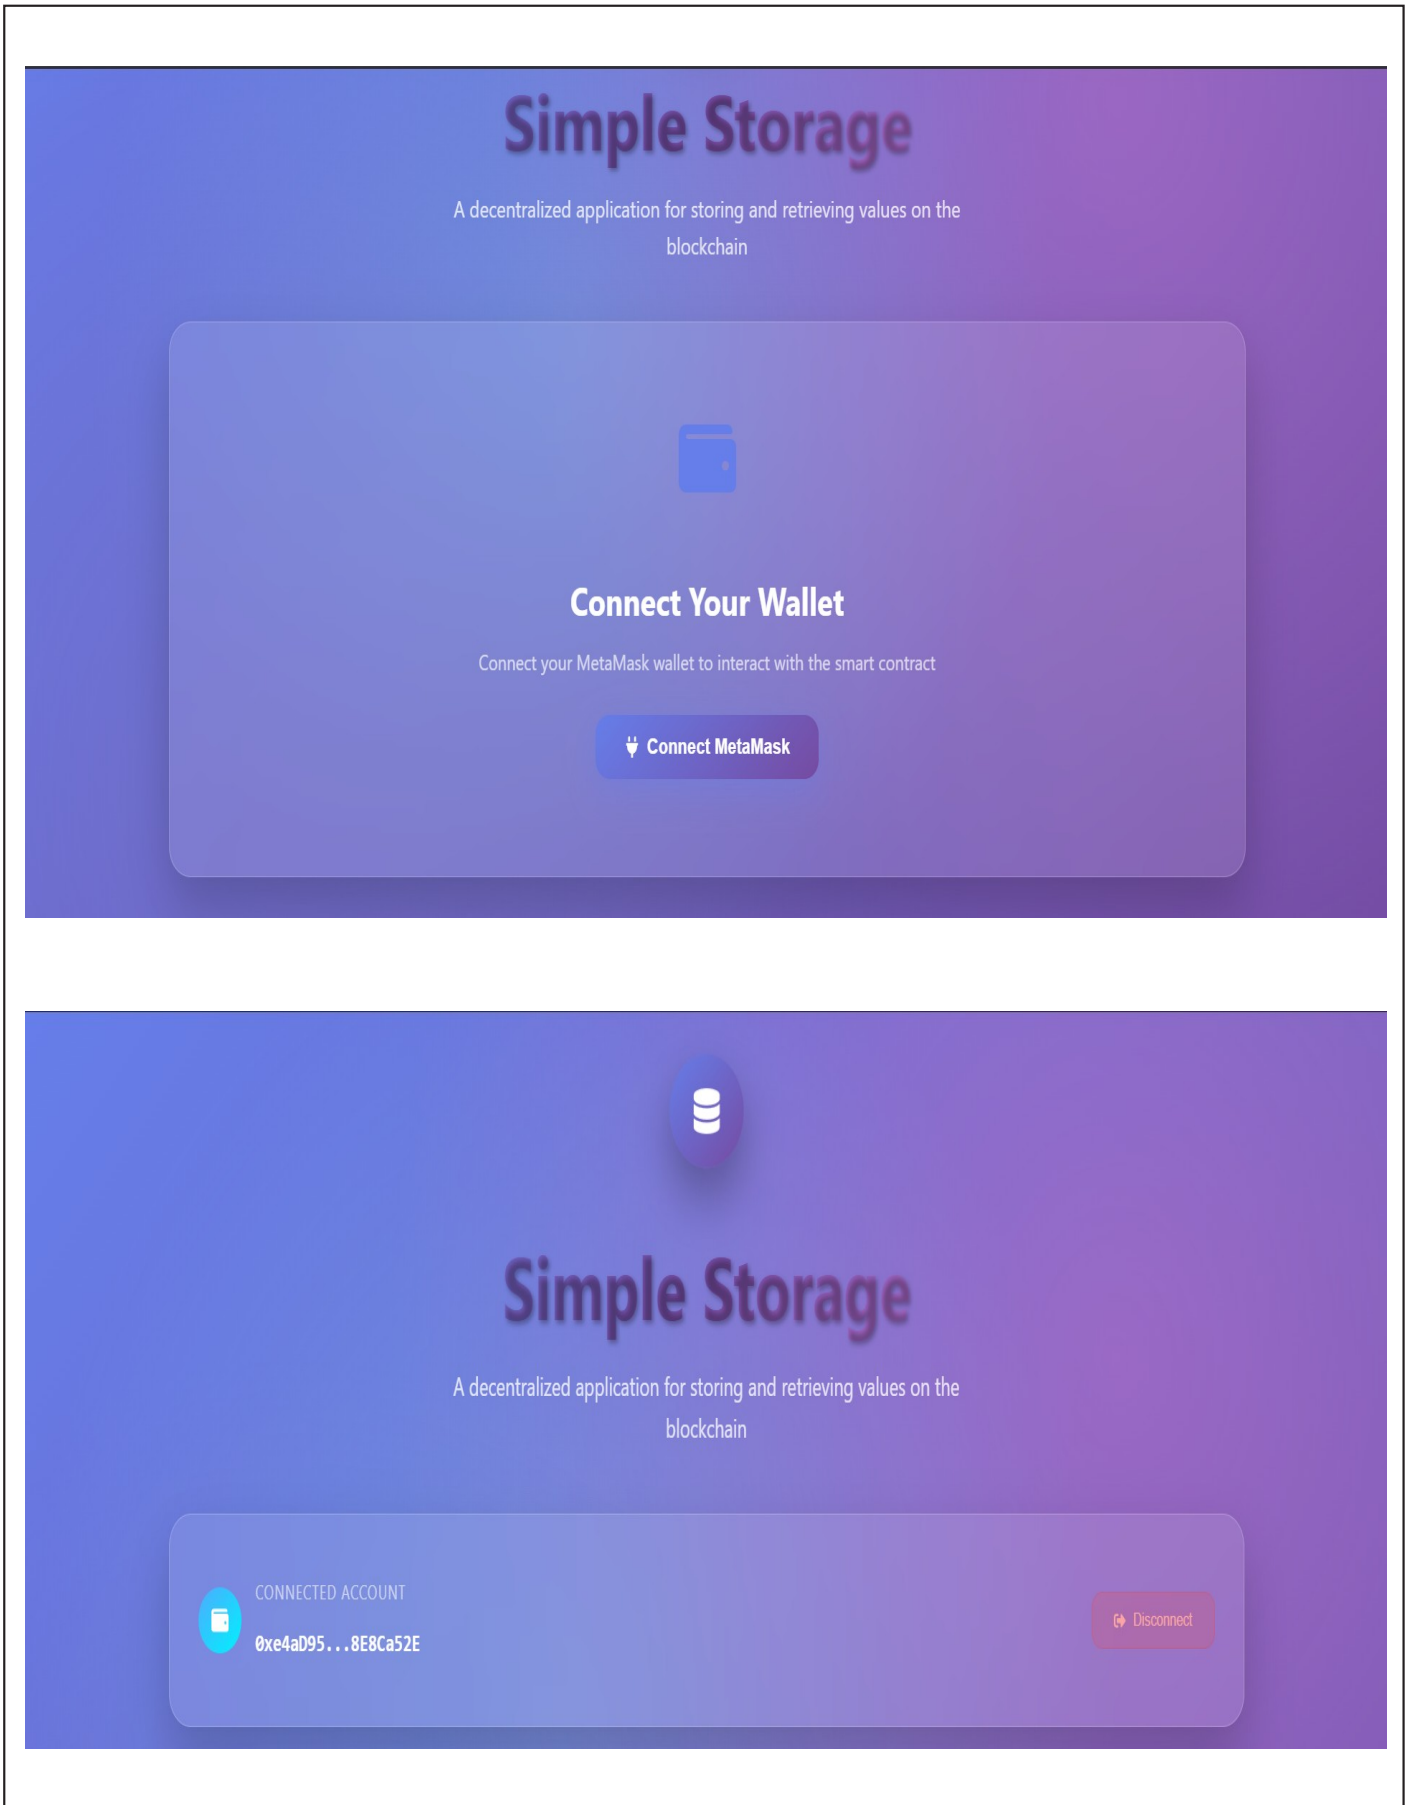 Simple Storage
A decentralized application for storing and retrieving values on the
blockchain
Connect Your Wallet
Connect your MetaMask wallet to interact with the smart contract
Connect MetaMask
Simple Storage
A decentralized application for storing and retrieving values on the
blockchain
CONNECTED ACCOUNT
0xe4aD95...8E8Ca52E
Disconnect